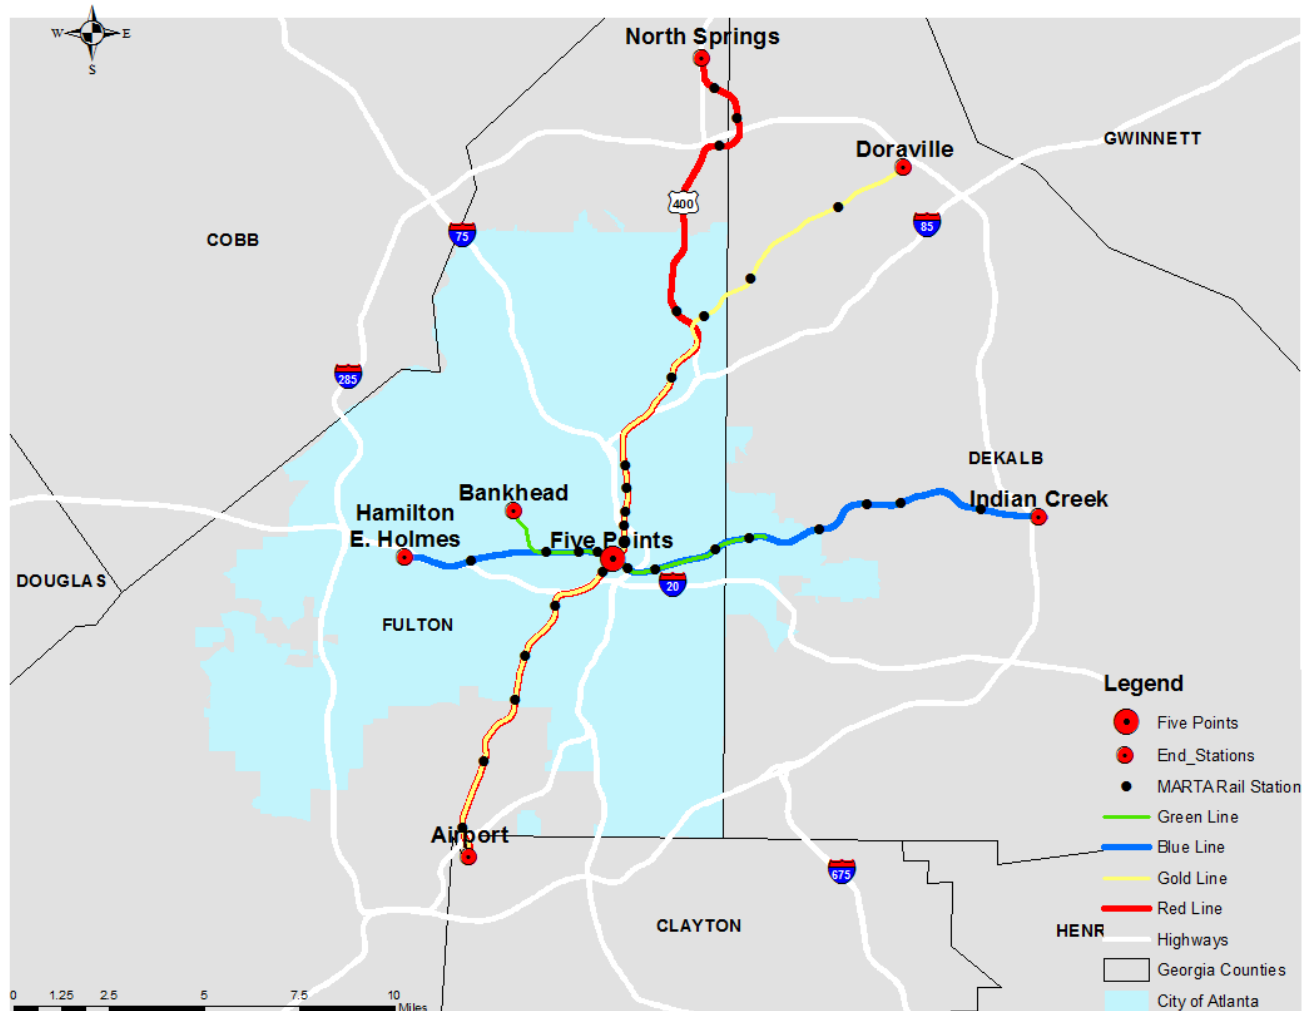 W E
S
North Springs
GWINNETT
Doraville
400
85
75
COBB
285
DEKALB
Bankhead
Indian Creek
Hamilton
E. Holmes
Five Points
DOUGLAS
20
FULTON
Legend
Five Points
End_Stations
MARTA Rail Station
Green Line
Airport
Blue Line
675
Gold Line
Red Line
CLAYTON
HENR
Highways
Georgia Counties
0 1.25 2.5 5 7.5 10
Miles
City of Atlanta